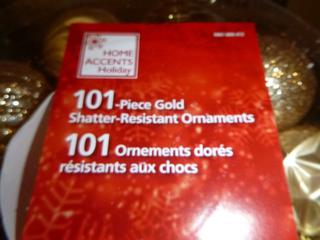 HOME
ACCENTS
Holiday
101-Piece Gold
Shatter-Resistant Ornaments
101 Ornements dorés
résistants aux chocs